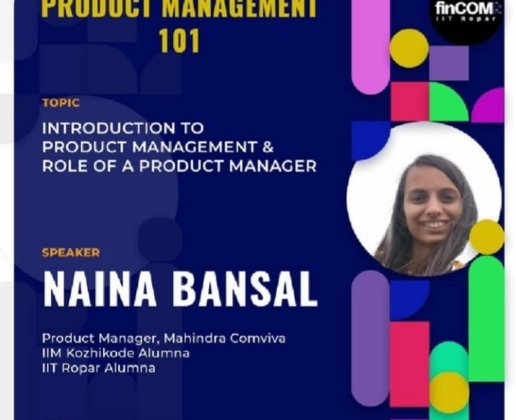 PRODUCT MANAGEMENT
101
finCOM
IIT Ropar
TOPIC
INTRODUCTION TO
PRODUCT MANAGEMENT &
ROLE OF A PRODUCT MANAGER
SPEAKER
NAINA BANSAL
Product Manager, Mahindra Comviva
IIM Kozhikode Alumna
IIT Ropar Alumna